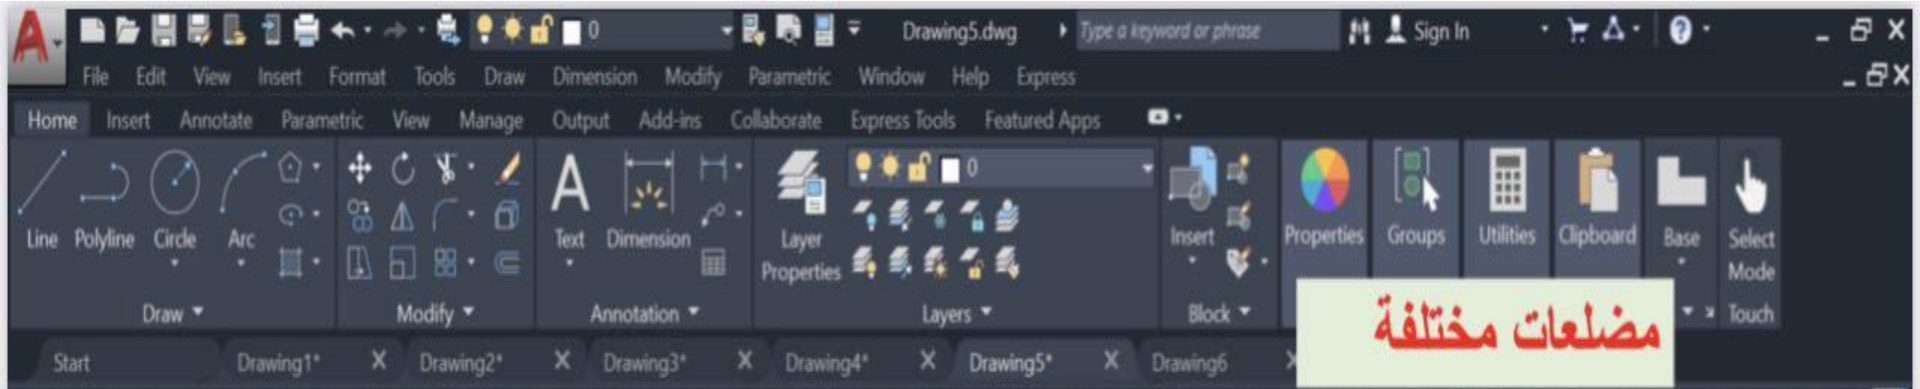 A 0 Drawing5.dwg Type a keyword or phrase Sign In
File Edit View Insert Format Tools Draw Dimension Modify Parametric Window Help Express
Home Insert Annotate Parametric View Manage Output Add-ins Collaborate Express Tools Featured Apps
0
Line Polyline Circle Arc A Text Dimension Layer Properties Insert Properties Groups Utilities Clipboard Base Select Mode
Draw Modify Annotation Layers Block Touch
مضلعات مختلفة
Start Drawing1* Drawing2* Drawing3* Drawing4* Drawing5* Drawing6